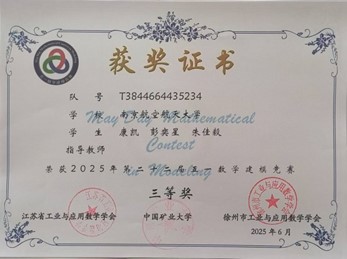 获奖证书
队 号 T3844664435234
学 校 南京航空航天大学
May Day Mathematical
学 生 康凯 彭奕星 朱佳毅
Contest
指导教师
荣获2025年第二十二届五一数学建模竞赛
in Modeling
三等奖
江苏省工业与应用数学学会 中国矿业大学 徐州市工业与应用数学学会
2025年6月